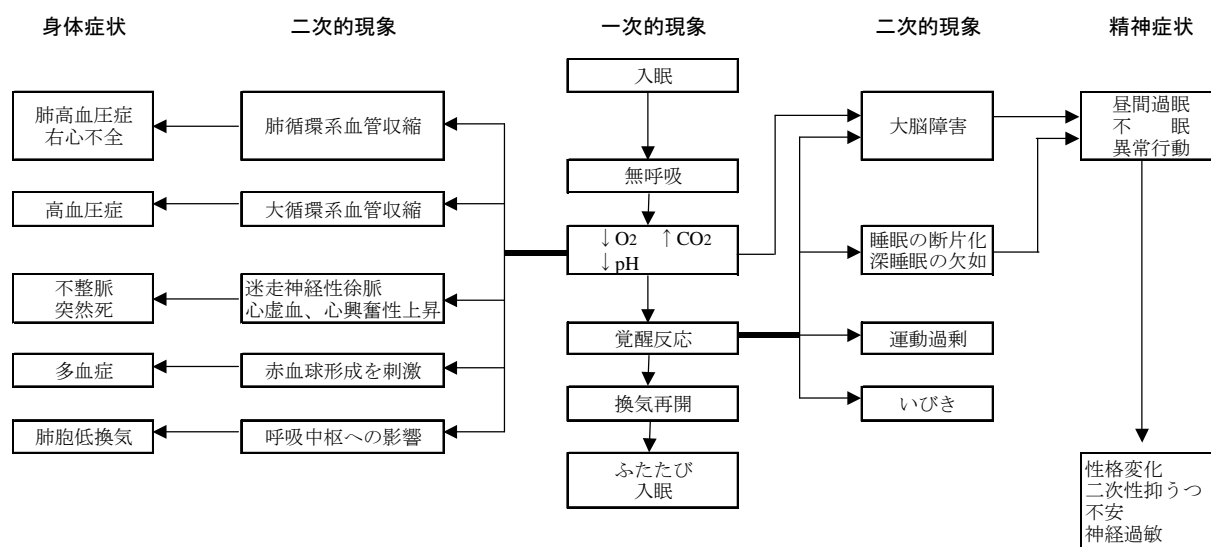 身体症状 二次的現象 一次的現象 二次的現象 精神症状
入眠
肺高血圧症
右心不全
肺循環系血管収縮
大脳障害
昼間過眠
不 眠
異常行動
無呼吸
高血圧症
大循環系血管収縮
↓O2 ↑CO2
↓pH
睡眠の断片化
深睡眠の欠如
不整脈
突然死
迷走神経性徐脈
心虚血、心興奮性上昇
覚醒反応
運動過剰
多血症
赤血球形成を刺激
換気再開
いびき
肺胞低換気
呼吸中枢への影響
ふたたび
入眠
性格変化
二次性抑うつ
不安
神経過敏